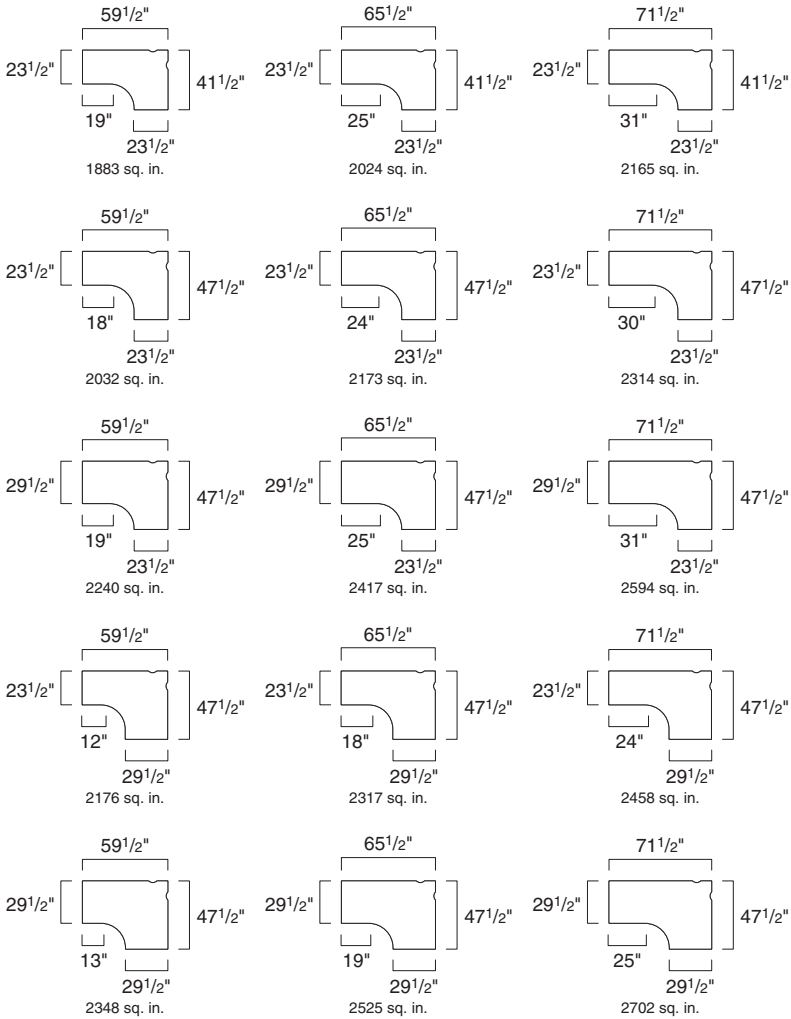 59 1/2" 65 1/2" 71 1/2"
23 1/2" 41 1/2" 23 1/2" 41 1/2" 23 1/2" 41 1/2"
19" 25" 31"
23 1/2" 23 1/2" 23 1/2"
1883 sq. in. 2024 sq. in. 2165 sq. in.
59 1/2" 65 1/2" 71 1/2"
23 1/2" 47 1/2" 23 1/2" 47 1/2" 23 1/2" 47 1/2"
18" 24" 30"
23 1/2" 23 1/2" 23 1/2"
2032 sq. in. 2173 sq. in. 2314 sq. in.
59 1/2" 65 1/2" 71 1/2"
29 1/2" 47 1/2" 29 1/2" 47 1/2" 29 1/2" 47 1/2"
19" 25" 31"
23 1/2" 23 1/2" 23 1/2"
2240 sq. in. 2417 sq. in. 2594 sq. in.
59 1/2" 65 1/2" 71 1/2"
23 1/2" 47 1/2" 23 1/2" 47 1/2" 23 1/2" 47 1/2"
12" 18" 24"
29 1/2" 29 1/2" 29 1/2"
2176 sq. in. 2317 sq. in. 2458 sq. in.
59 1/2" 65 1/2" 71 1/2"
29 1/2" 47 1/2" 29 1/2" 47 1/2" 29 1/2" 47 1/2"
13" 19" 25"
29 1/2" 29 1/2" 29 1/2"
2348 sq. in. 2525 sq. in. 2702 sq. in.